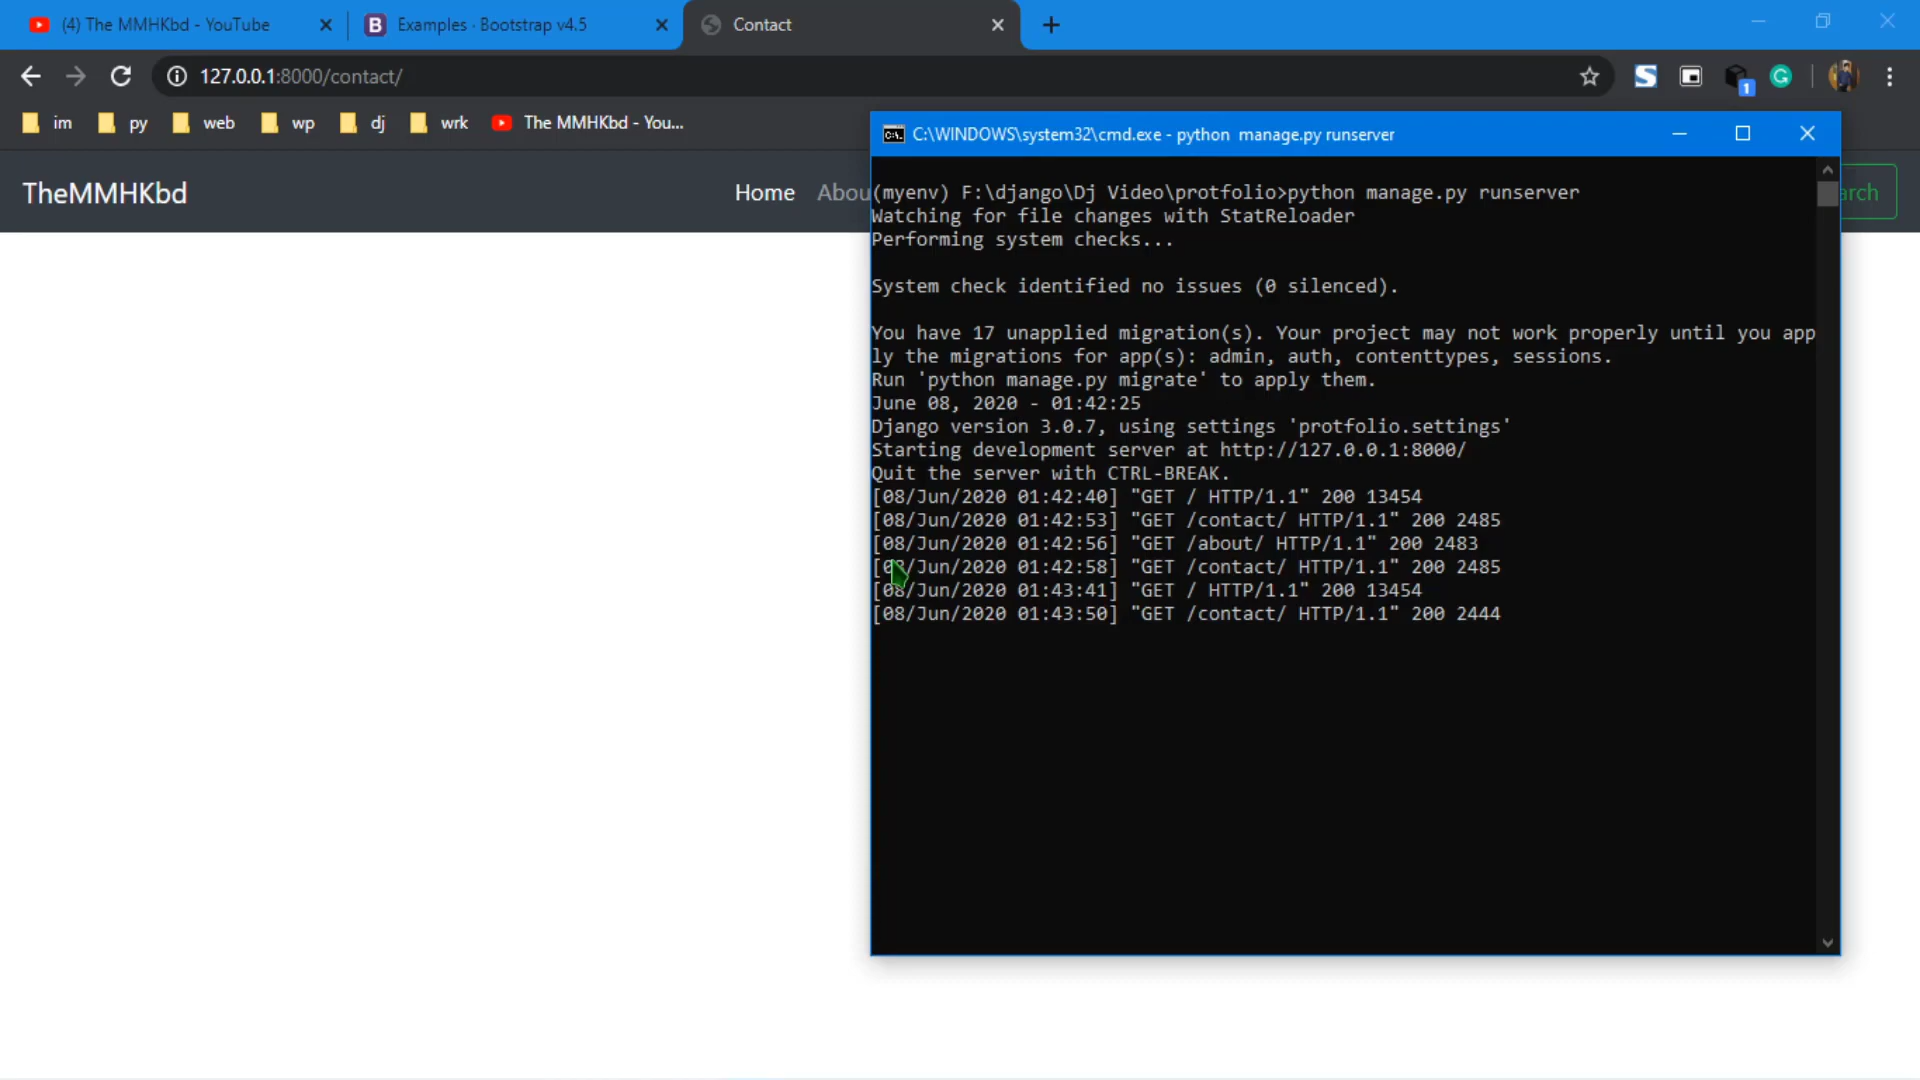 (4) The MMHKbd - YouTube
Examples · Bootstrap v4.5
Contact
127.0.0.1:8000/contact/
1
im
py
web
wp
dj
wrk
The MMHKbd - You...
C:\WINDOWS\system32\cmd.exe - python manage.py runserver
TheMMHKbd
Home
Abou
arch
(myenv) F:\django\Dj Video\protfolio>python manage.py runserver
Watching for file changes with StatReloader
Performing system checks...
System check identified no issues (0 silenced).
You have 17 unapplied migration(s). Your project may not work properly until you app
ly the migrations for app(s): admin, auth, contenttypes, sessions.
Run 'python manage.py migrate' to apply them.
June 08, 2020 - 01:42:25
Django version 3.0.7, using settings 'protfolio.settings'
Starting development server at http://127.0.0.1:8000/
Quit the server with CTRL-BREAK.
[08/Jun/2020 01:42:40] "GET / HTTP/1.1" 200 13454
[08/Jun/2020 01:42:53] "GET /contact/ HTTP/1.1" 200 2485
[08/Jun/2020 01:42:56] "GET /about/ HTTP/1.1" 200 2483
[08/Jun/2020 01:42:58] "GET /contact/ HTTP/1.1" 200 2485
[08/Jun/2020 01:43:41] "GET / HTTP/1.1" 200 13454
[08/Jun/2020 01:43:50] "GET /contact/ HTTP/1.1" 200 2444